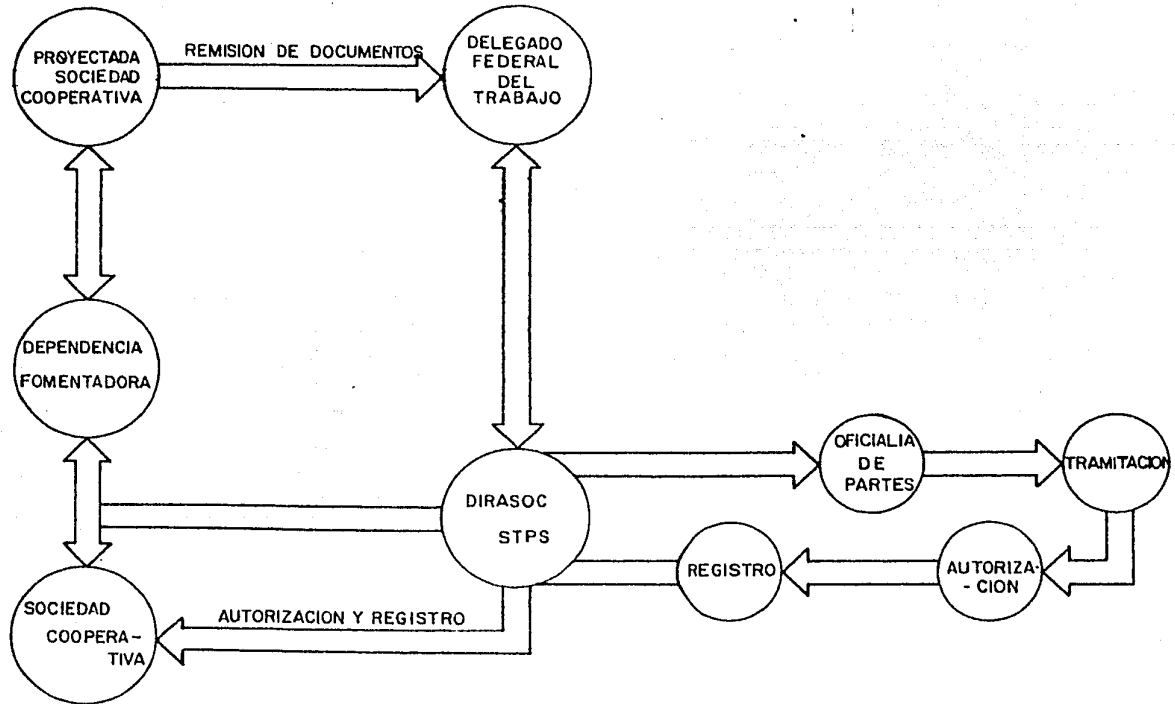 PROYECTADA
SOCIEDAD
COOPERATIVA
REMISION DE DOCUMENTOS
DELEGADO
FEDERAL
DEL
TRABAJO
DEPENDENCIA
FOMENTADORA
DIRASOC
STPS
OFICIALIA
DE
PARTES
TRAMITACION
REGISTRO
AUTORIZA-
-CION
SOCIEDAD
COOPERA-
TIVA
AUTORIZACION Y REGISTRO